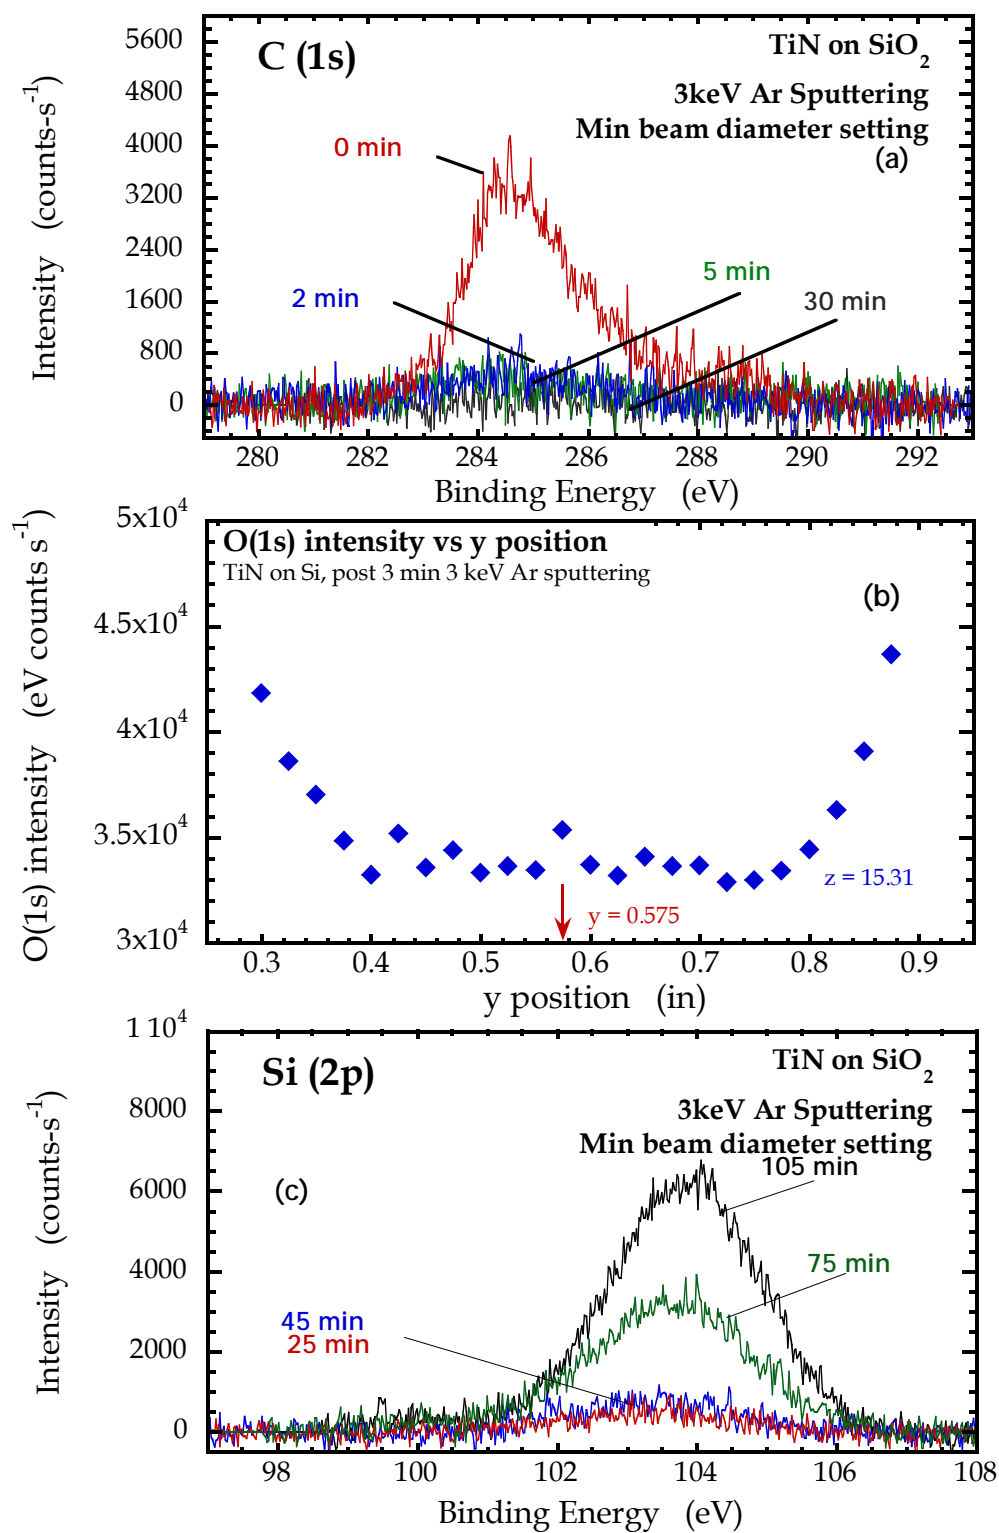 C (1s)
TiN on SiO₂
3keV Ar Sputtering
Min beam diameter setting
(a)
0 min
2 min
5 min
30 min
Intensity (counts-s⁻¹)
5600
4800
4000
3200
2400
1600
800
0
280 282 284 286 288 290 292
Binding Energy (eV)
O(1s) intensity vs y position
TiN on Si, post 3 min 3 keV Ar sputtering
(b)
O(1s) intensity (eV counts s⁻¹)
5x10⁴
4.5x10⁴
4x10⁴
3.5x10⁴
3x10⁴
z = 15.31
y = 0.575
0.3 0.4 0.5 0.6 0.7 0.8 0.9
y position (in)
Si (2p)
TiN on SiO₂
3keV Ar Sputtering
Min beam diameter setting
(c)
105 min
75 min
45 min
25 min
Intensity (counts-s⁻¹)
1 10⁴
8000
6000
4000
2000
0
98 100 102 104 106 108
Binding Energy (eV)